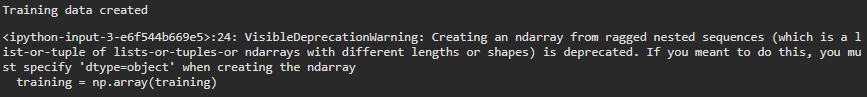 Training data created
<ipython-input-3-e6f544b669e5>:24: VisibleDeprecationWarning: Creating an ndarray from ragged nested sequences (which is a l
ist-or-tuple of lists-or-tuples-or ndarrays with different lengths or shapes) is deprecated. If you meant to do this, you mu
st specify 'dtype=object' when creating the ndarray
  training = np.array(training)